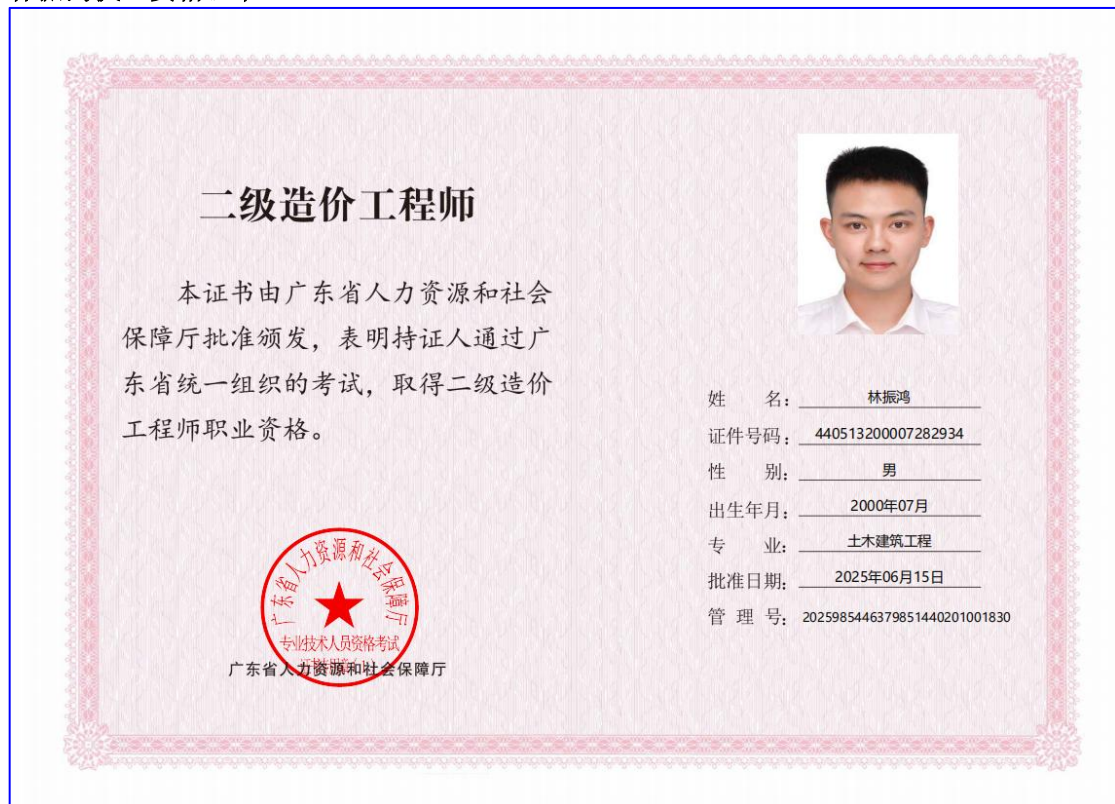 二级造价工程师
本证书由广东省人力资源和社会
保障厅批准颁发，表明持证人通过广
东省统一组织的考试，取得二级造价
工程师职业资格。
姓 名：林振鸿
证件号码：440513200007282934
性 别：男
出生年月：2000年07月
专 业：土木建筑工程
批准日期：2025年06月15日
管 理 号：2025985446379851440201001830
广东省人力资源和社会保障厅
专业技术人员资格考试
广东省人力资源和社会保障厅